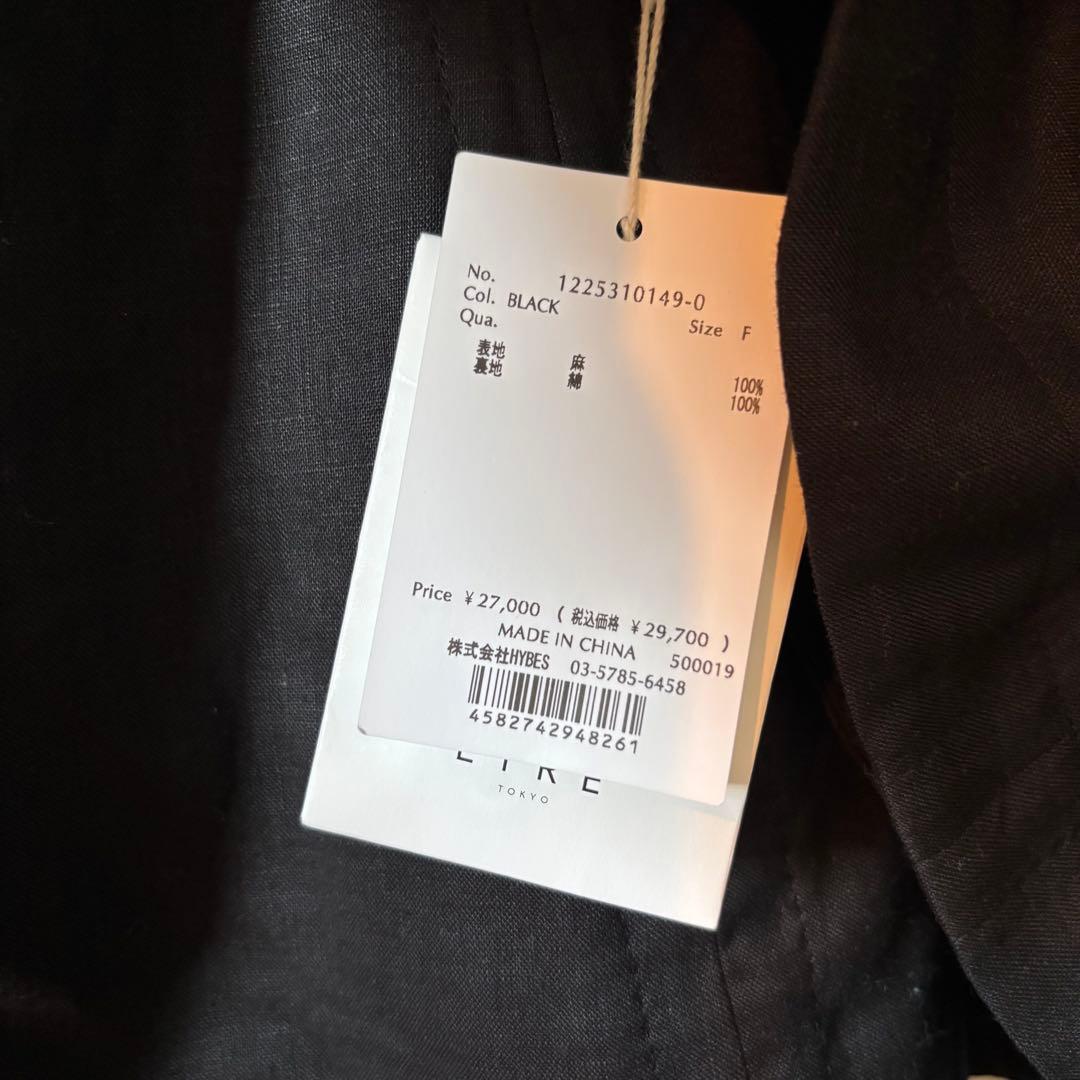 No. 1225310149-0
Col. BLACK Size F
Qua.
表地 麻 100%
裏地 綿 100%
Price ¥27,000 (税込価格 ¥29,700)
MADE IN CHINA 500019
株式会社HYBES 03-5785-6458
4582742948261
TOKYO